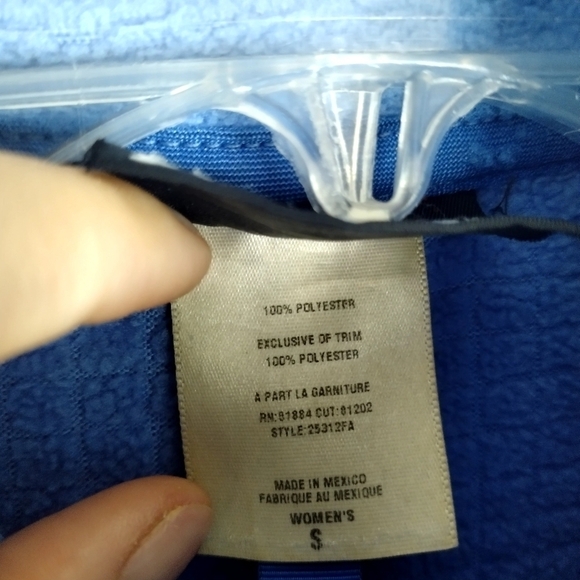 100% POLYESTER
EXCLUSIVE OF TRIM
100% POLYESTER
A PART LA GARNITURE
RN:91884 CUT:81202
STYLE:25312FA
MADE IN MEXICO
FABRIQUE AU MEXIQUE
WOMEN'S
S